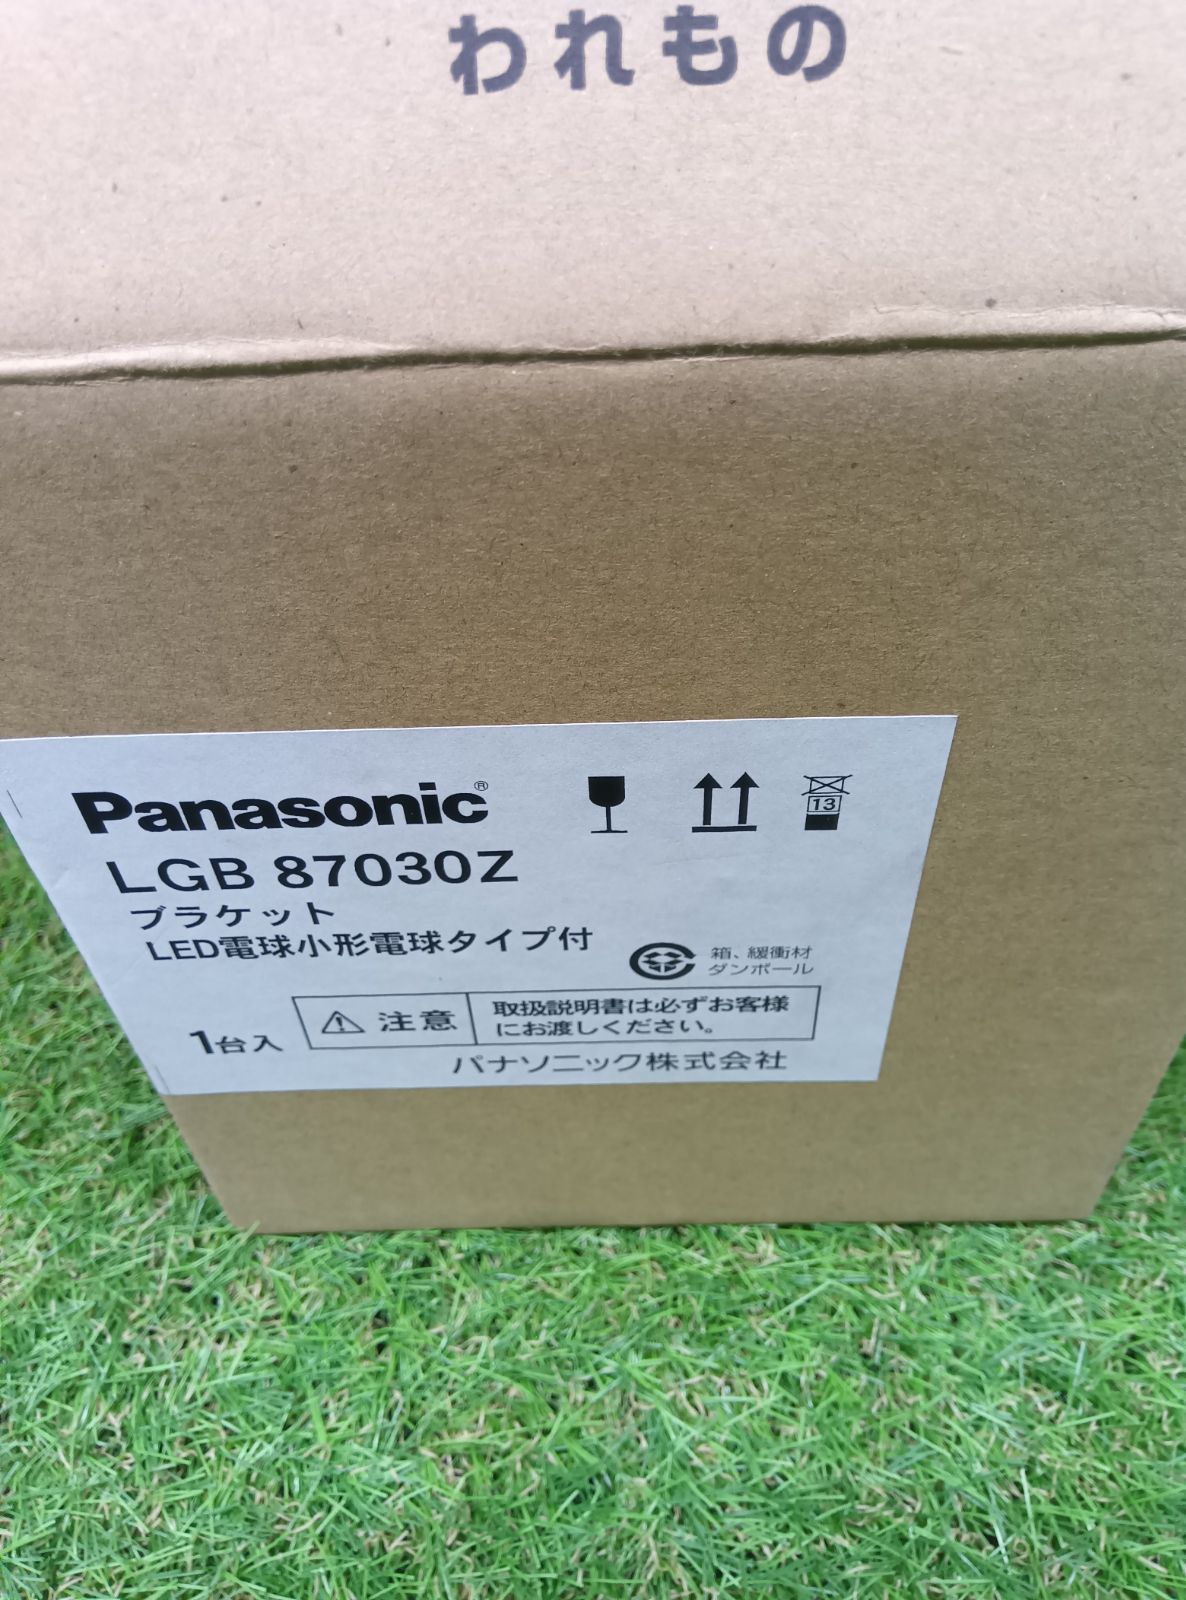 われもの
Panasonic®
LGB 87030Z
ブラケット
LED電球小形電球タイプ付
13
箱、緩衝材
ダンボール
1台入
注意
取扱説明書は必ずお客様
にお渡しください。
パナソニック株式会社